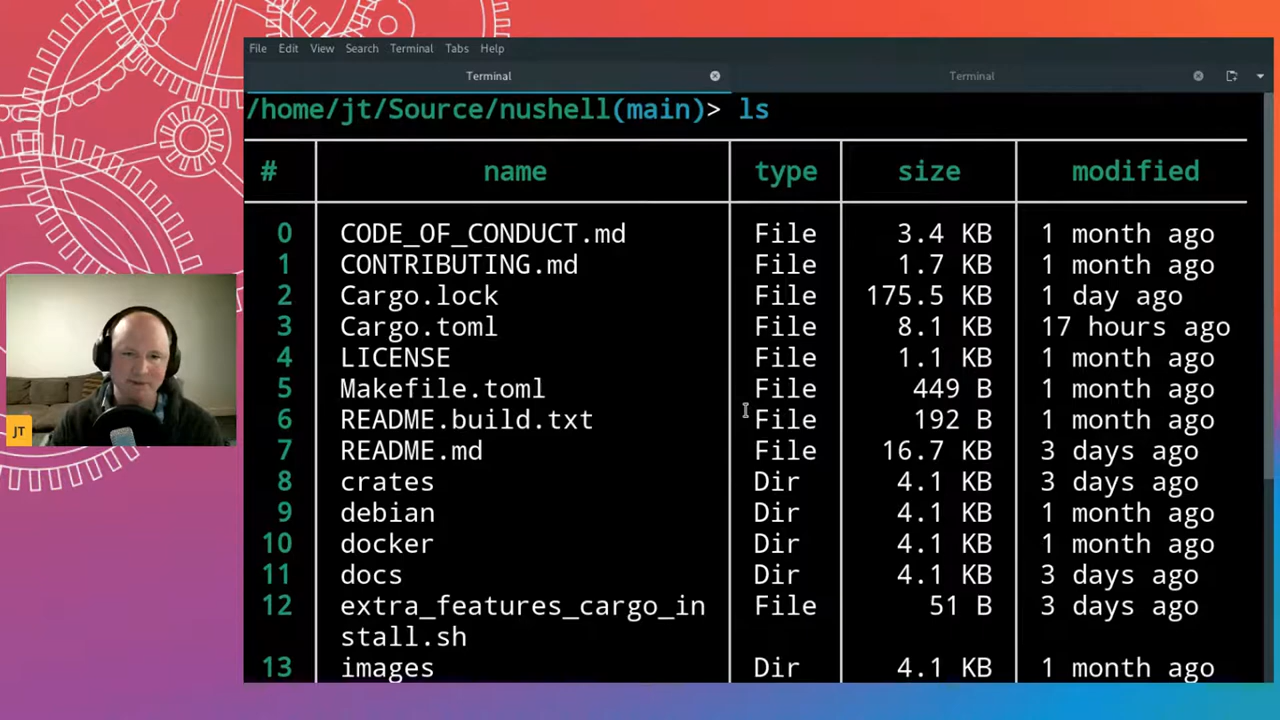 File Edit View Search Terminal Tabs Help
Terminal Terminal
/home/jt/Source/nushell(main)> ls
# name type size modified
0 CODE_OF_CONDUCT.md File 3.4 KB 1 month ago
1 CONTRIBUTING.md File 1.7 KB 1 month ago
2 Cargo.lock File 175.5 KB 1 day ago
3 Cargo.toml File 8.1 KB 17 hours ago
4 LICENSE File 1.1 KB 1 month ago
5 Makefile.toml File 449 B 1 month ago
6 README.build.txt File 192 B 1 month ago
7 README.md File 16.7 KB 3 days ago
8 crates Dir 4.1 KB 3 days ago
9 debian Dir 4.1 KB 1 month ago
10 docker Dir 4.1 KB 1 month ago
11 docs Dir 4.1 KB 3 days ago
12 extra_features_cargo_in File 51 B 3 days ago
stall.sh
13 images Dir 4.1 KB 1 month ago
JT